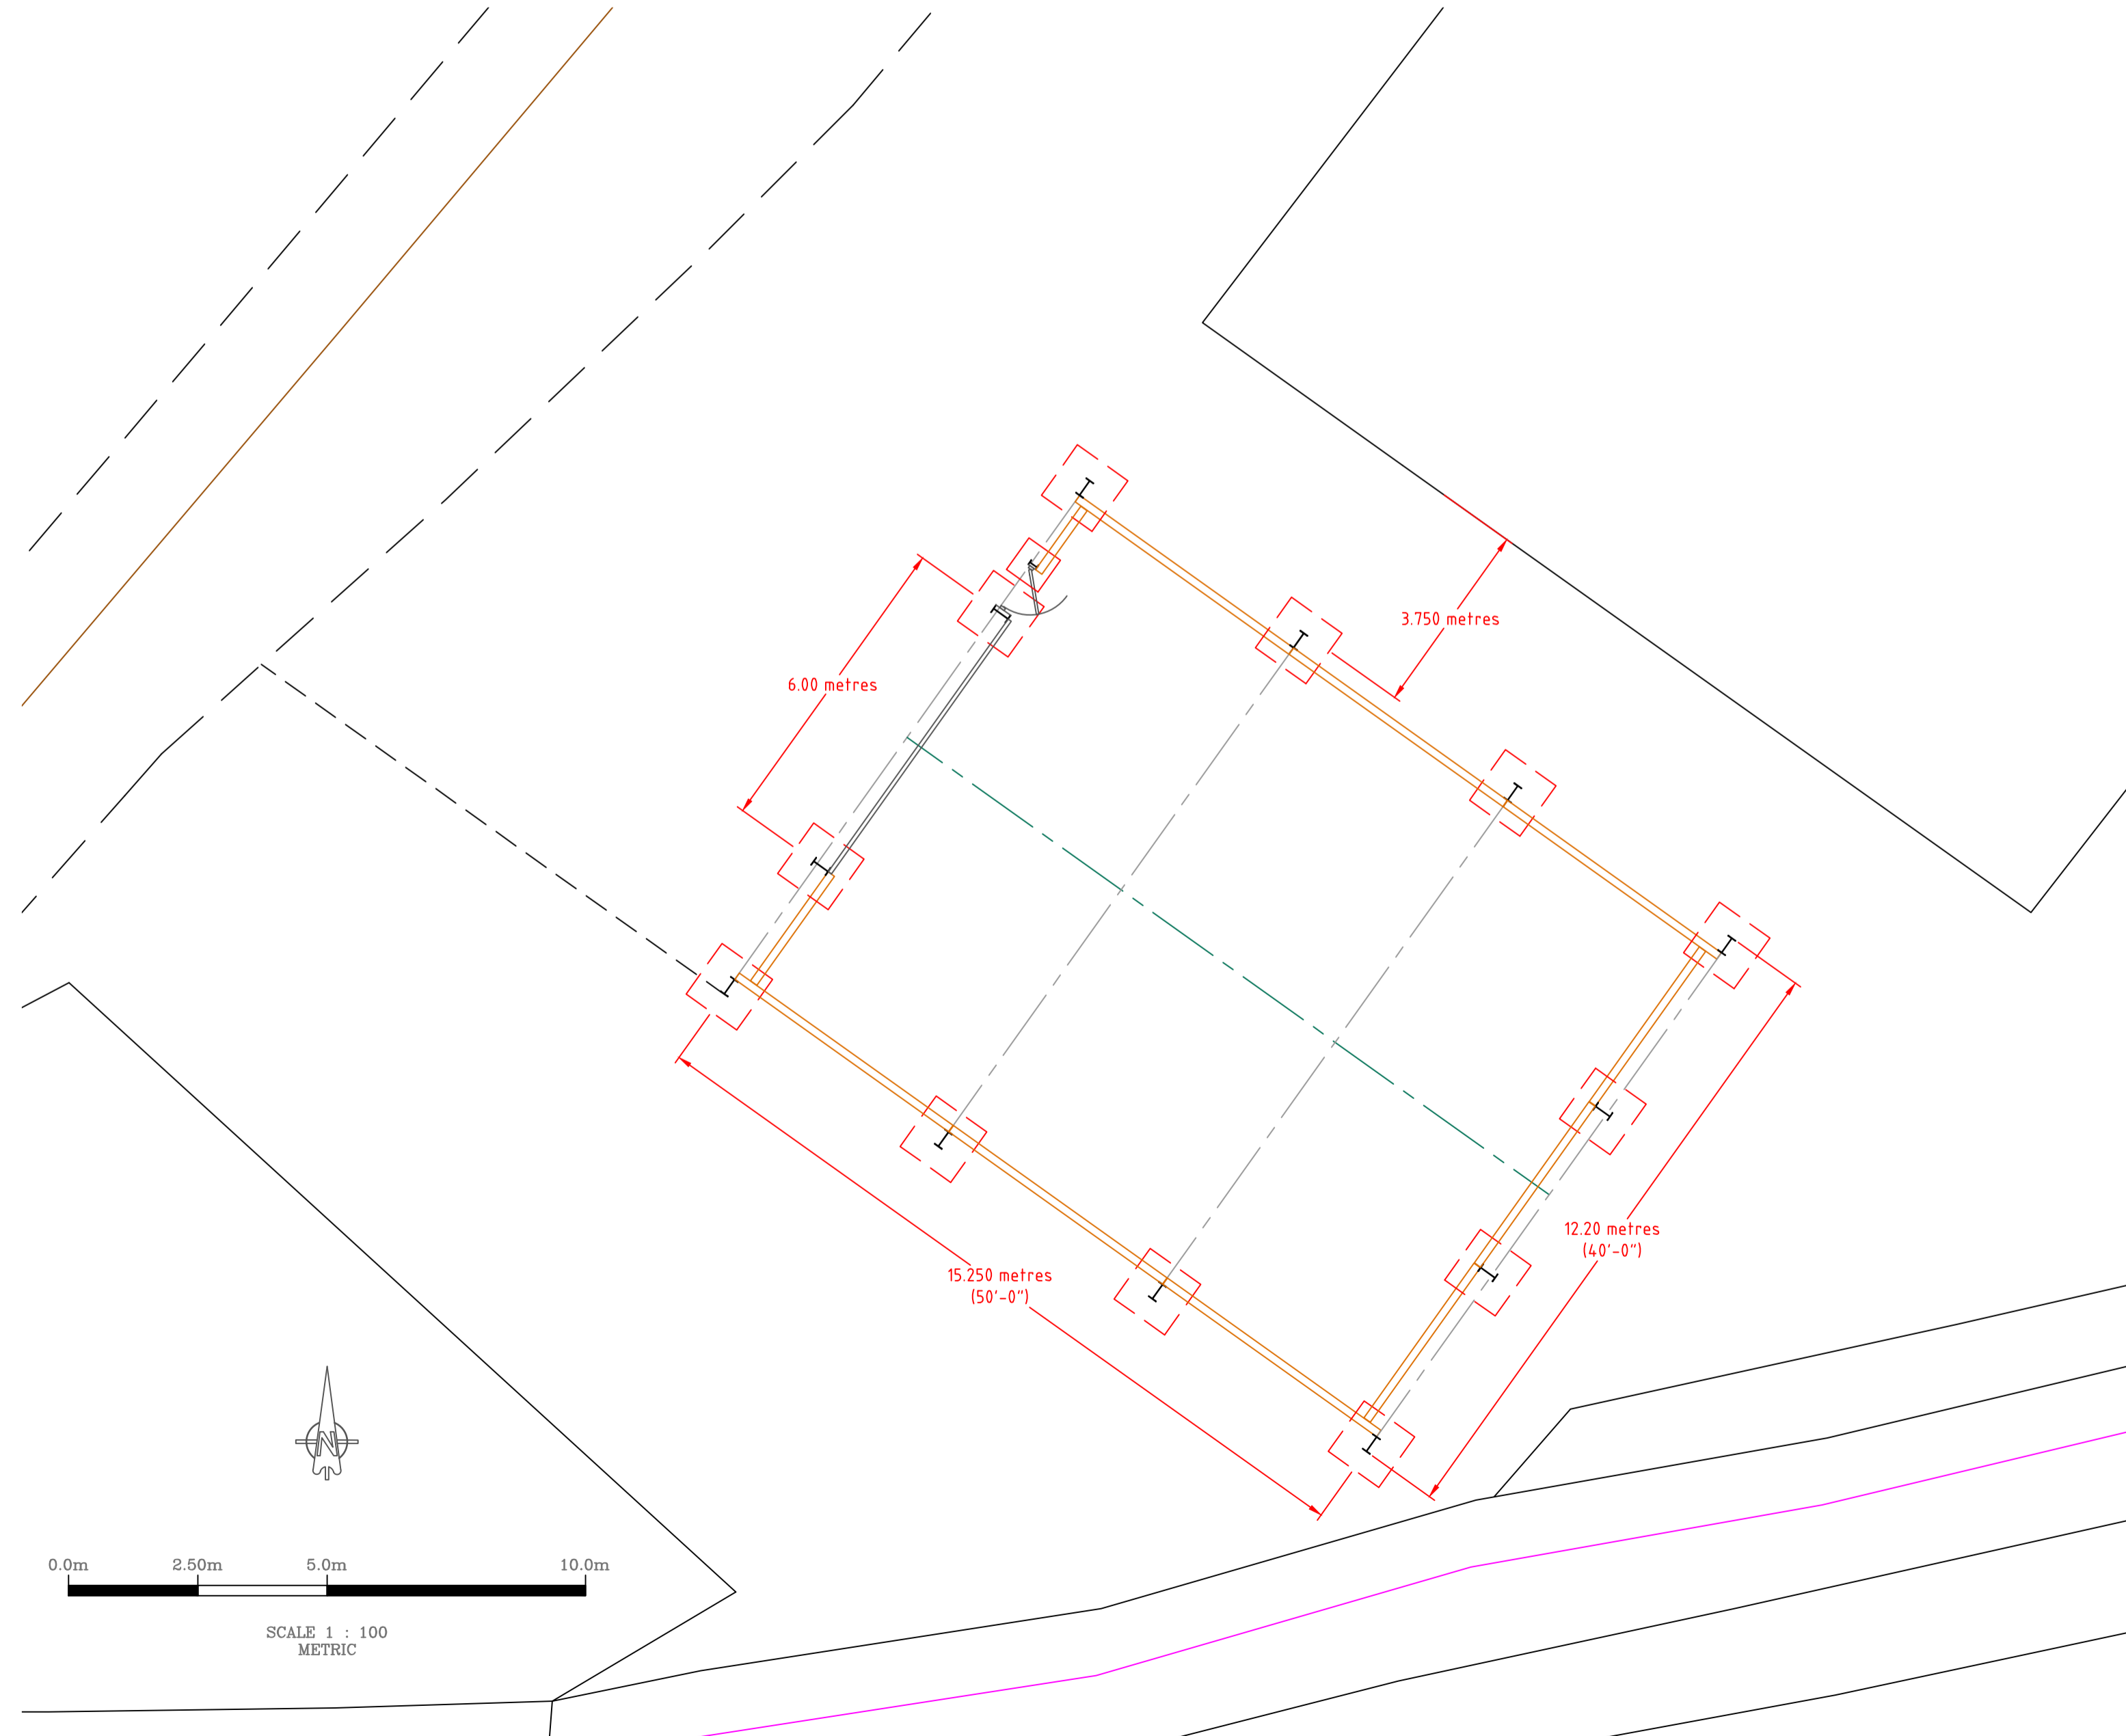 3.750 metres
6.00 metres
12.20 metres
(40'-0")
15.250 metres
(50'-0")
N
0.0m 2.50m 5.0m 10.0m
SCALE 1 : 100
METRIC